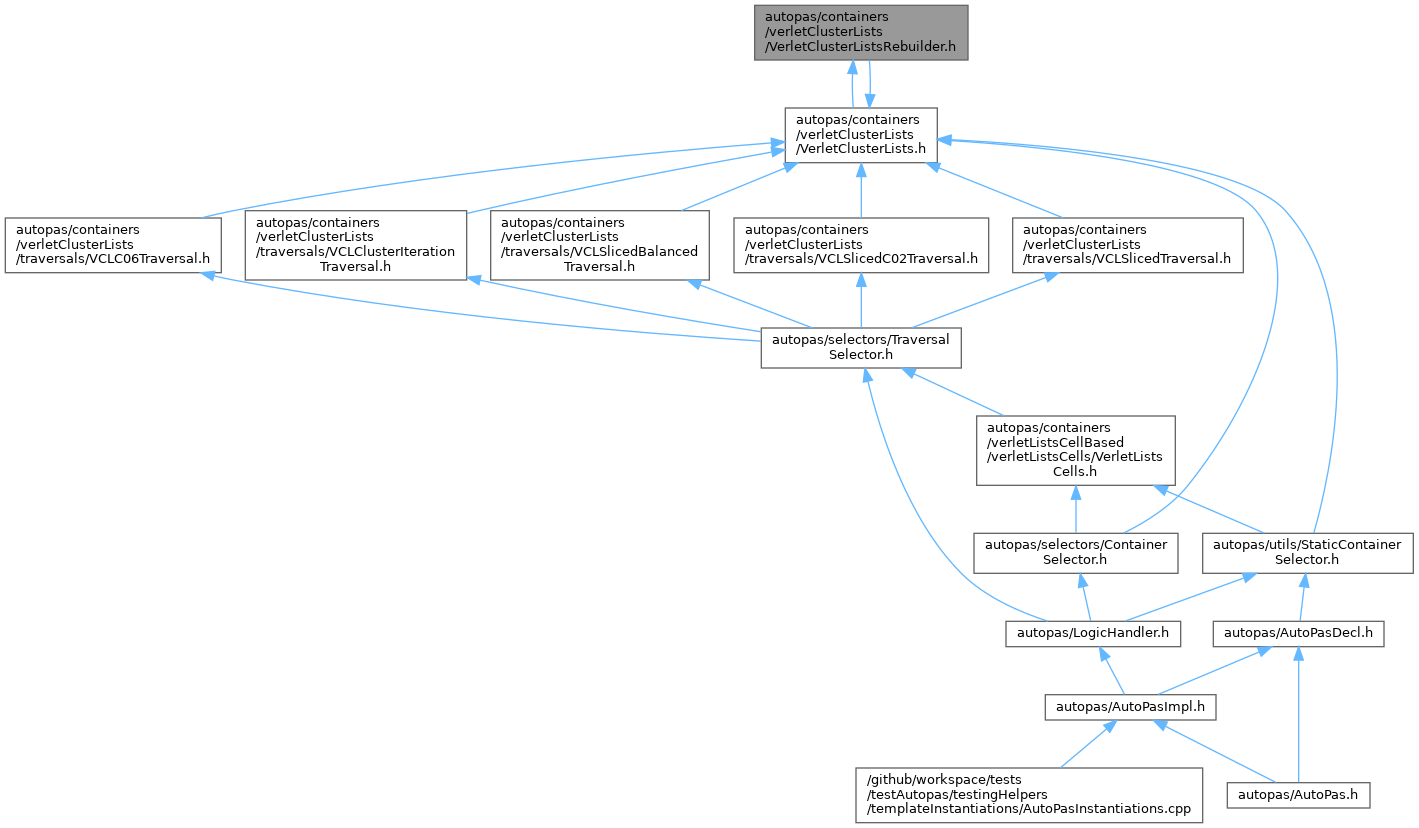 autopas/containers
/verletClusterLists
/VerletClusterListsRebuilder.h
autopas/containers
/verletClusterLists
/VerletClusterLists.h
autopas/containers
/verletClusterLists
/traversals/VCLC06Traversal.h
autopas/containers
/verletClusterLists
/traversals/VCLClusterIteration
Traversal.h
autopas/containers
/verletClusterLists
/traversals/VCLSlicedBalanced
Traversal.h
autopas/containers
/verletClusterLists
/traversals/VCLSlicedC02Traversal.h
autopas/containers
/verletClusterLists
/traversals/VCLSlicedTraversal.h
autopas/selectors/Traversal
Selector.h
autopas/containers
/verletListsCellBased
/verletListsCells/VerletLists
Cells.h
autopas/selectors/Container
Selector.h
autopas/utils/StaticContainer
Selector.h
autopas/LogicHandler.h
autopas/AutoPasDecl.h
autopas/AutoPasImpl.h
/github/workspace/tests
/testAutopas/testingHelpers
/templateInstantiations/AutoPasInstantiations.cpp
autopas/AutoPas.h